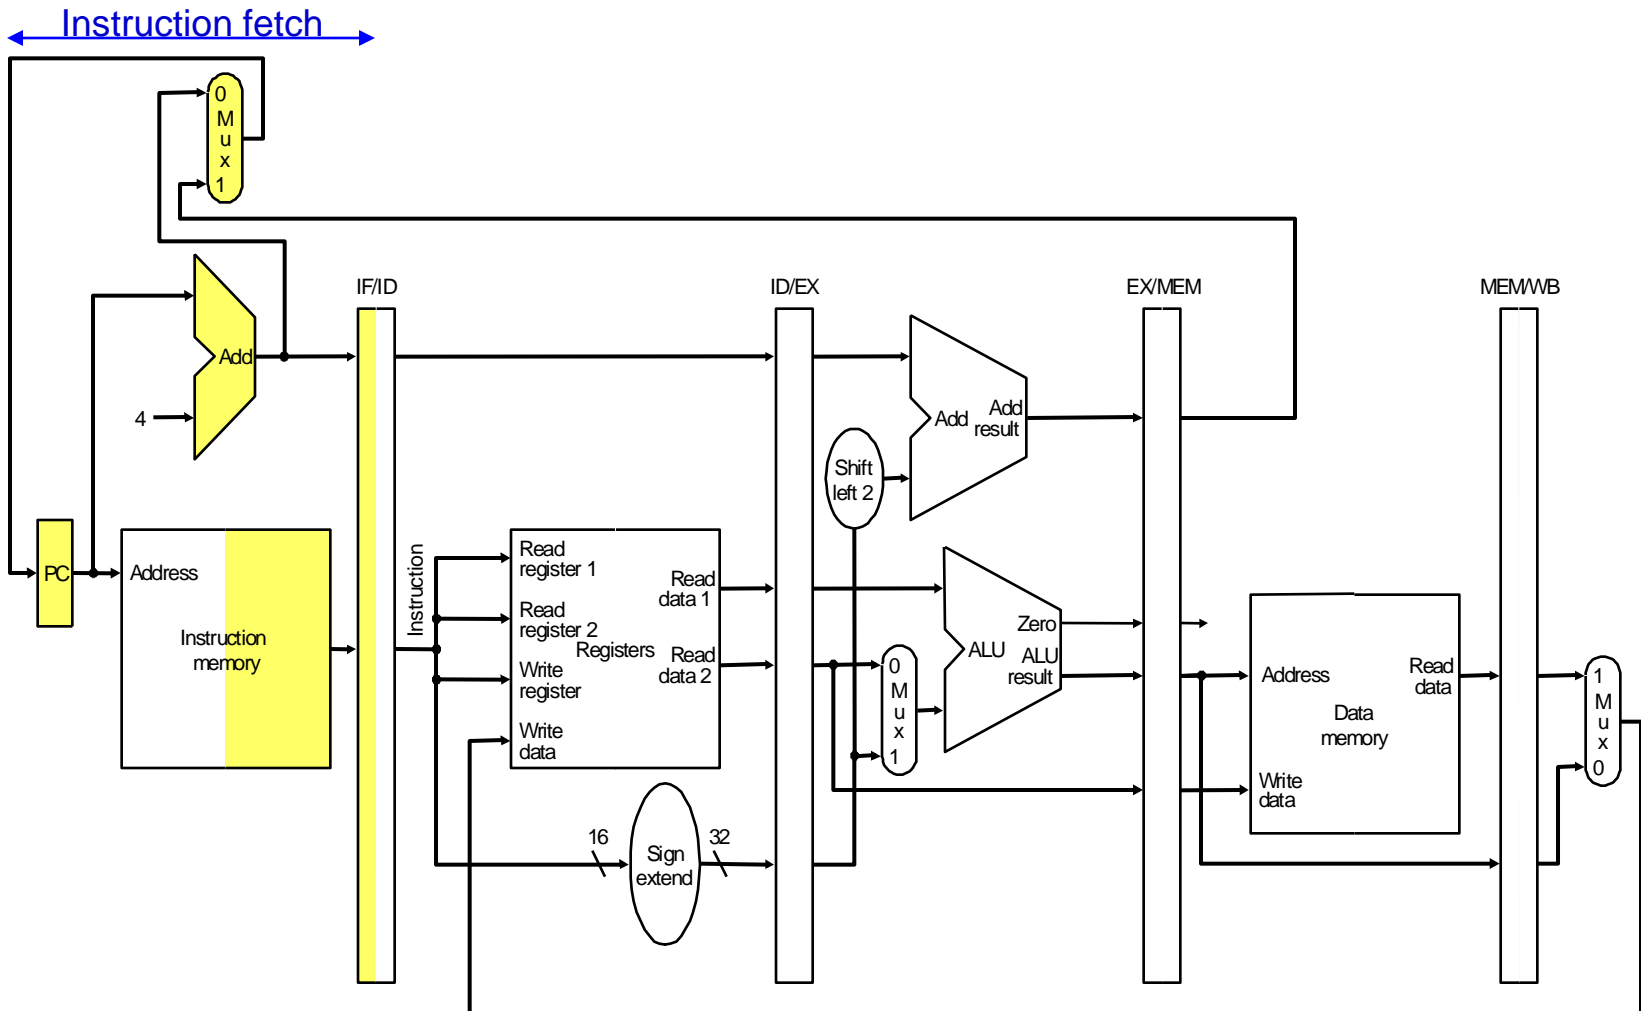 Instruction fetch
0
M
u
x
1
IF/ID
ID/EX
EX/MEM
MEM/WB
Add
4
Add
Add
result
Shift
left 2
PC
Address
Instruction
memory
Instruction
Read
register 1
Read
register 2
Write
register
Write
data
Registers
Read
data 1
Read
data 2
0
M
u
x
1
Zero
ALU
ALU
result
Address
Read
data
Data
memory
Write
data
1
M
u
x
0
16
Sign
extend
32